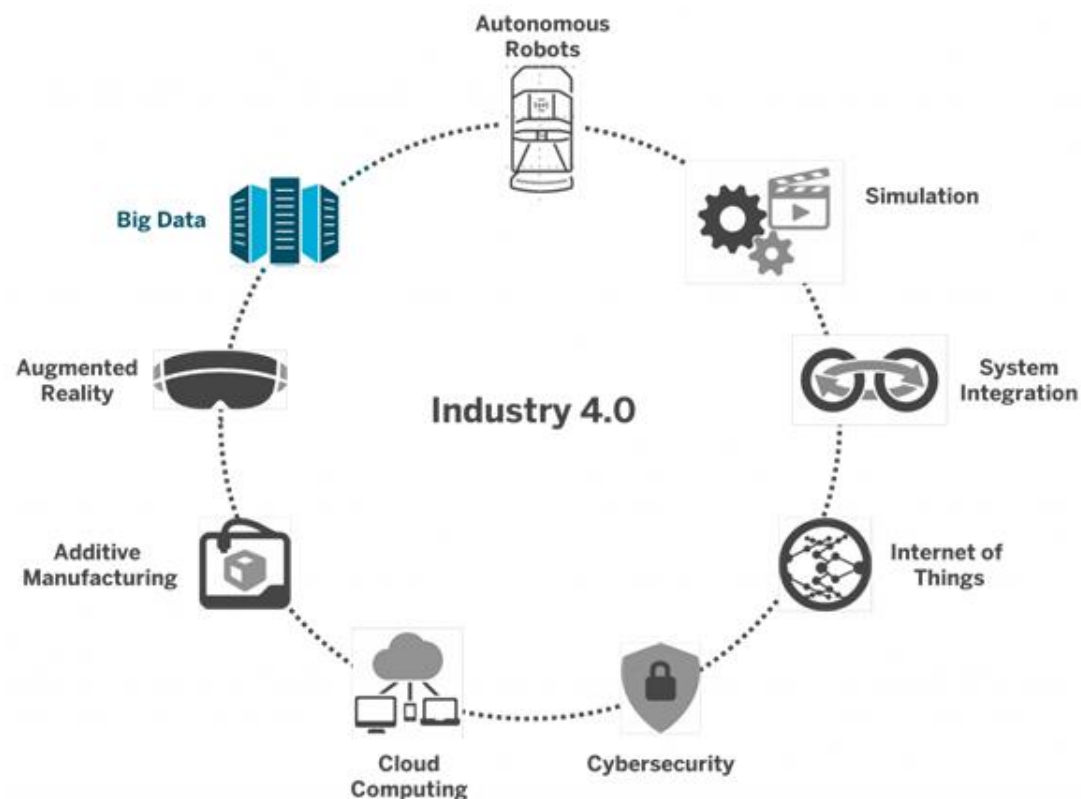 Autonomous
Robots
Simulation
System
Integration
Internet of
Things
Cybersecurity
Cloud
Computing
Additive
Manufacturing
Augmented
Reality
Big Data
Industry 4.0